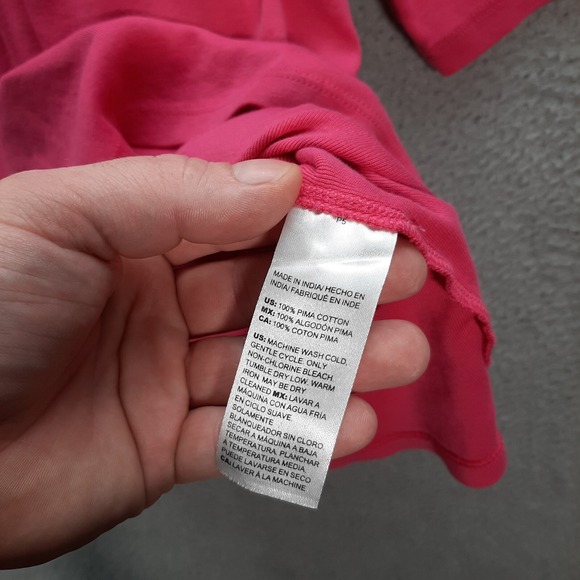 P5
MADE IN INDIA/ HECHO EN
INDIA/ FABRIQUÉ EN INDE
US: 100% PIMA COTTON
MX: 100% ALGODÓN PIMA
CA: 100% COTON PIMA
US: MACHINE WASH COLD.
GENTLE CYCLE. ONLY
NON-CHLORINE BLEACH.
TUMBLE DRY LOW. WARM
IRON. MAY BE DRY
CLEANED MX: LAVAR A
MÁQUINA CON AGUA FRÍA
EN CICLO SUAVE.
SOLAMENTE
BLANQUEADOR SIN CLORO.
SECAR A MÁQUINA A BAJA
TEMPERATURA. PLANCHAR
A TEMPERATURA MEDIA.
PUEDE LAVARSE EN SECO
CA: LAVER À LA MACHINE